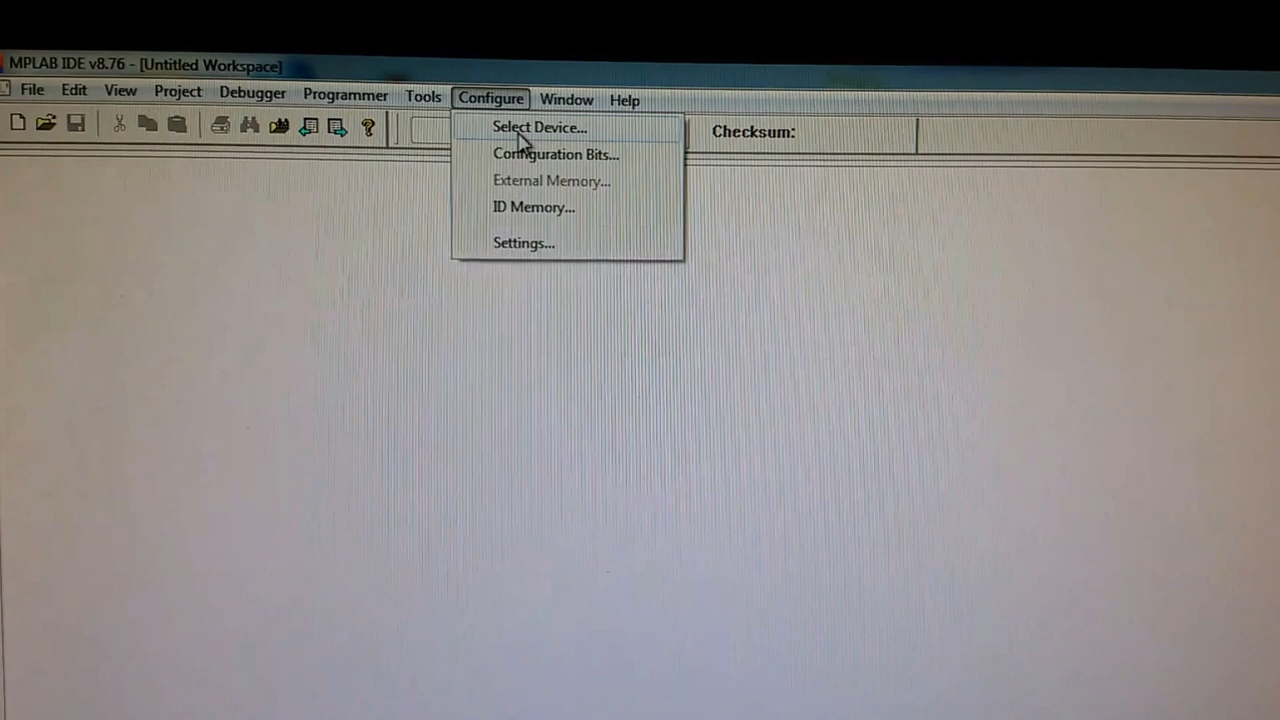 MPLAB IDE v8.76 - [Untitled Workspace]
File Edit View Project Debugger Programmer Tools Configure Window Help
Checksum:
Select Device...
Configuration Bits...
External Memory...
ID Memory...
Settings...